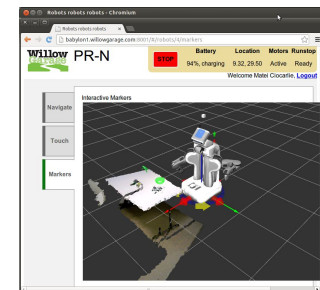 Robots robots robots - Chromium
Robots robots robots
babylon1.willowgarage.com:8001/#/robots/4/markers
Willow
GARAGE
PR-N
STOP
Battery Location Motors Runstop
94%, charging 9.32, 29.50 Active Ready
Welcome Matei Ciocarlie, Logout
Navigate
Touch
Markers
Interactive Markers